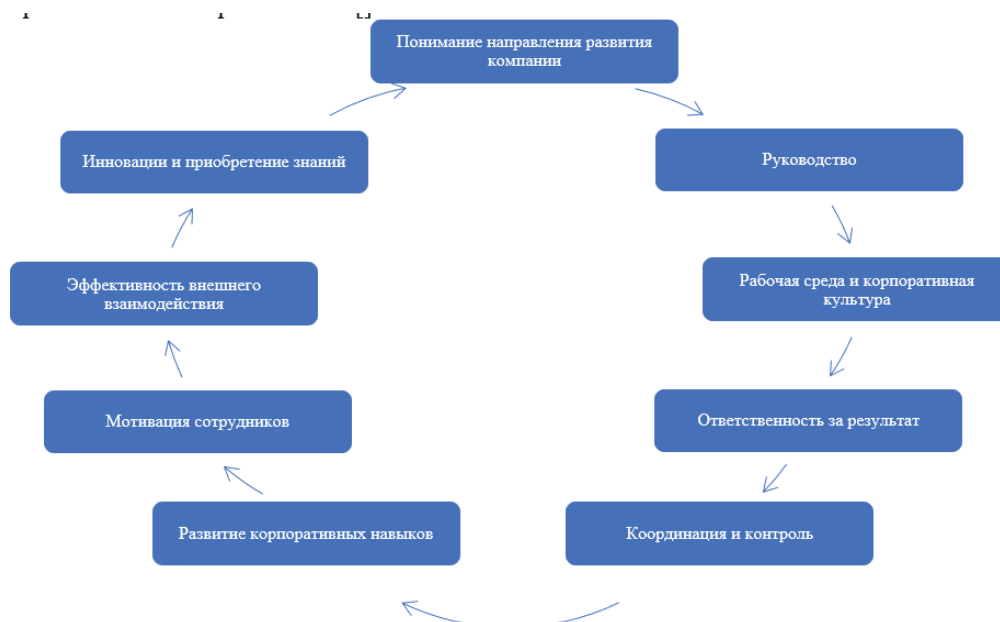 Понимание направления развития
компании
Руководство
Рабочая среда и корпоративная
культура
Ответственность за результат
Координация и контроль
Развитие корпоративных навыков
Мотивация сотрудников
Эффективность внешнего
взаимодействия
Инновации и приобретение знаний